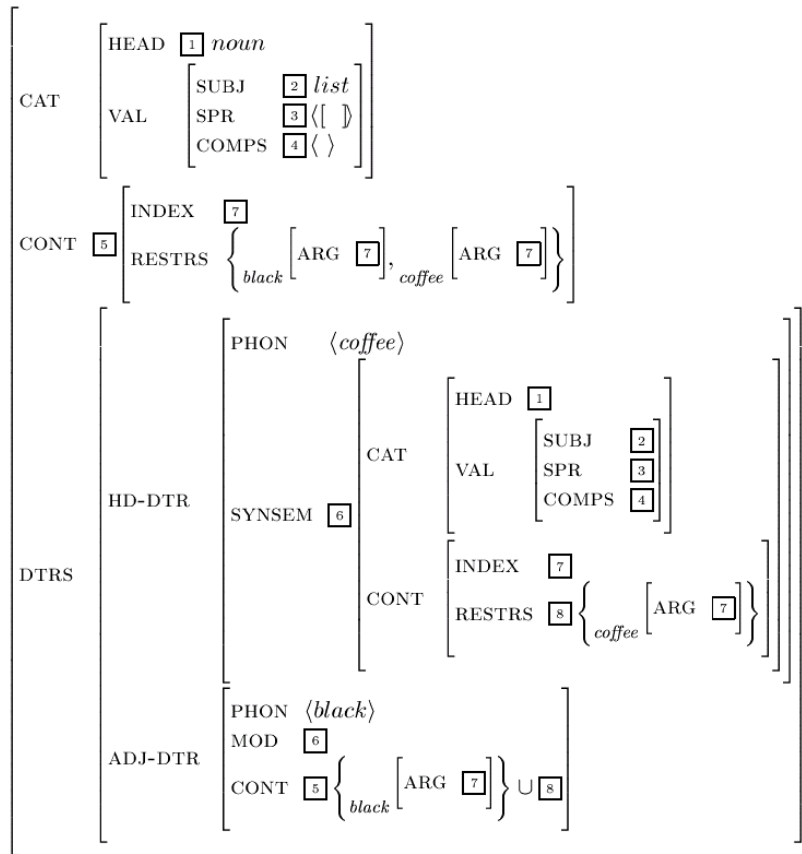 HEAD 1 noun
SUBJ 2 list
CAT VAL SPR 3 ⟨[ ]⟩
COMPS 4 ⟨ ⟩
INDEX 7
CONT 5 RESTRS { black [ARG 7], coffee [ARG 7] }
PHON ⟨coffee⟩
HEAD 1
SUBJ 2
CAT VAL SPR 3
COMPS 4
HD-DTR SYNSEM 6
INDEX 7
CONT RESTRS 8 { coffee [ARG 7] }
DTRS
PHON ⟨black⟩
MOD 6
ADJ-DTR CONT 5 { black [ARG 7] } ∪ 8